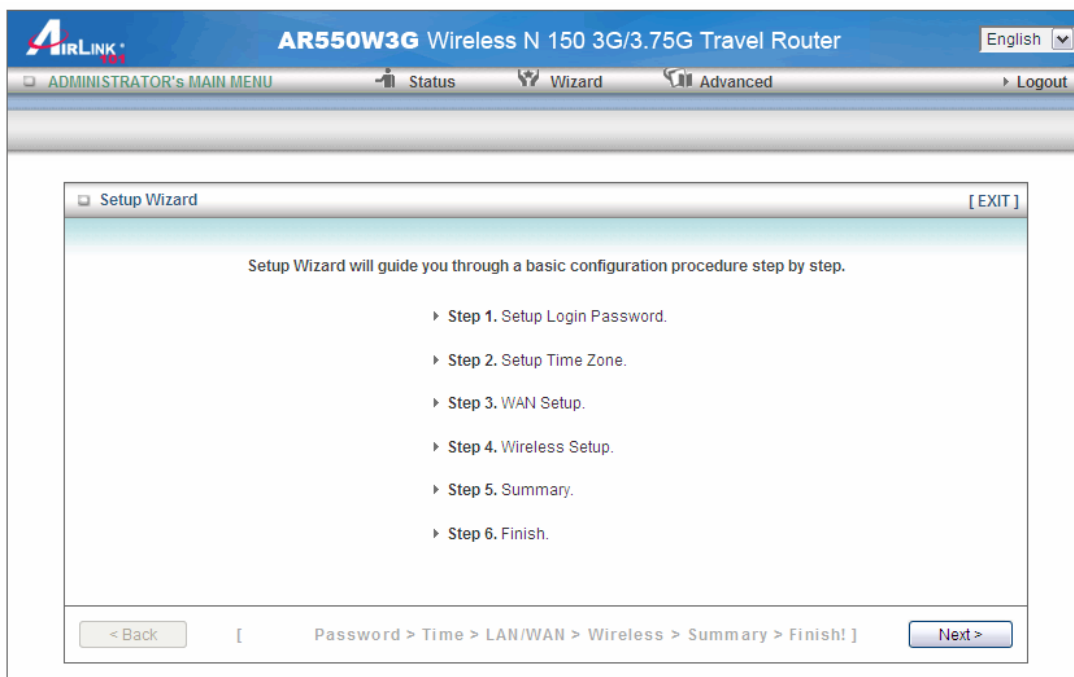 AIRLINK 101 AR550W3G Wireless N 150 3G/3.75G Travel Router English
ADMINISTRATOR's MAIN MENU Status Wizard Advanced Logout
Setup Wizard [ EXIT ]
Setup Wizard will guide you through a basic configuration procedure step by step.
Step 1. Setup Login Password.
Step 2. Setup Time Zone.
Step 3. WAN Setup.
Step 4. Wireless Setup.
Step 5. Summary.
Step 6. Finish.
< Back [ Password > Time > LAN/WAN > Wireless > Summary > Finish! ] Next >